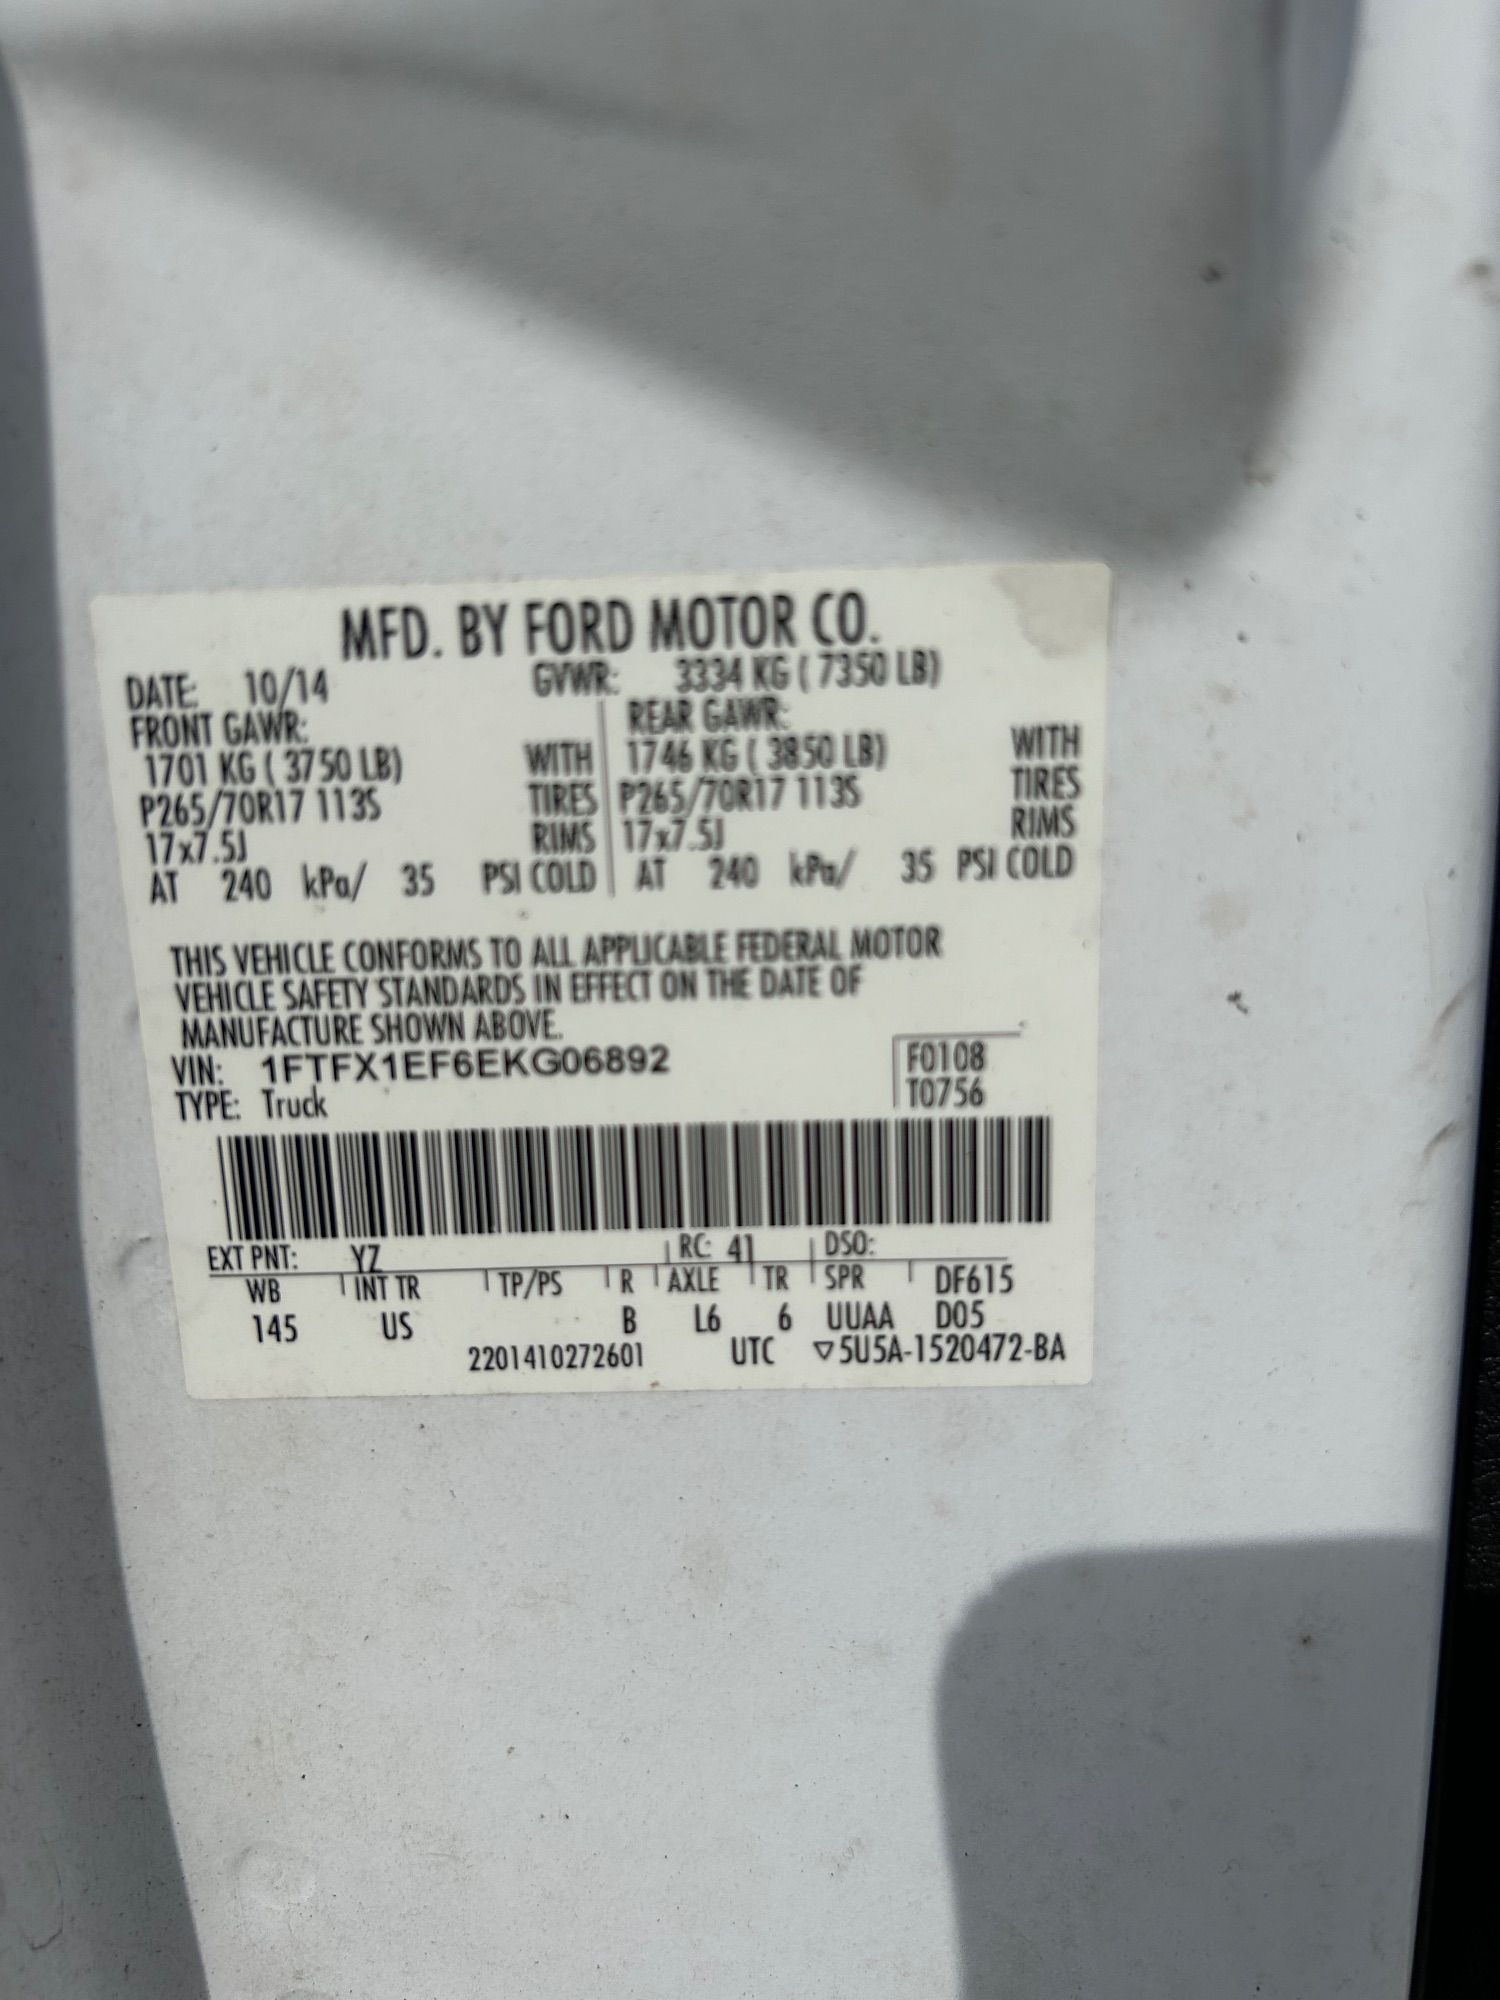 MFD. BY FORD MOTOR CO.
DATE: 10/14 GVWR: 3334 KG ( 7350 LB)
FRONT GAWR: REAR GAWR:
1701 KG ( 3750 LB) WITH 1746 KG ( 3850 LB) WITH
P265/70R17 113S TIRES P265/70R17 113S TIRES
17x7.5J RIMS 17x7.5J RIMS
AT 240 kPa/ 35 PSI COLD AT 240 kPa/ 35 PSI COLD
THIS VEHICLE CONFORMS TO ALL APPLICABLE FEDERAL MOTOR
VEHICLE SAFETY STANDARDS IN EFFECT ON THE DATE OF
MANUFACTURE SHOWN ABOVE.
VIN: 1FTFX1EF6EKG06892 F0108
TYPE: Truck T0756
EXT PNT: YZ RC: 41 DSO:
WB INT TR TP/PS R AXLE TR SPR DF615
145 US B L6 6 UUAA D05
2201410272601 UTC ▽5U5A-1520472-BA